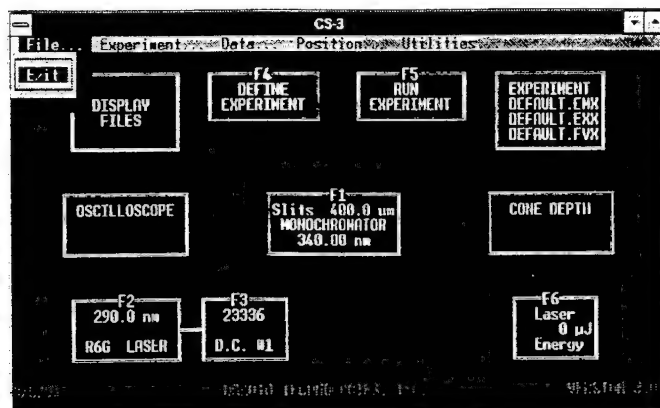 CS-3
File... Experiment... Data... Position... Utilities...
Exit
DISPLAY
FILES
F4
DEFINE
EXPERIMENT
F5
RUN
EXPERIMENT
EXPERIMENT
DEFAULT.EMX
DEFAULT.EXX
DEFAULT.FVX
OSCILLOSCOPE
F1
Slits 400.0 um
MONOCHROMATOR
340.00 nm
CONE DEPTH
F2
290.0 nm
R6G LASER
F3
23336
D.C. #1
F6
Laser
0 µJ
Energy